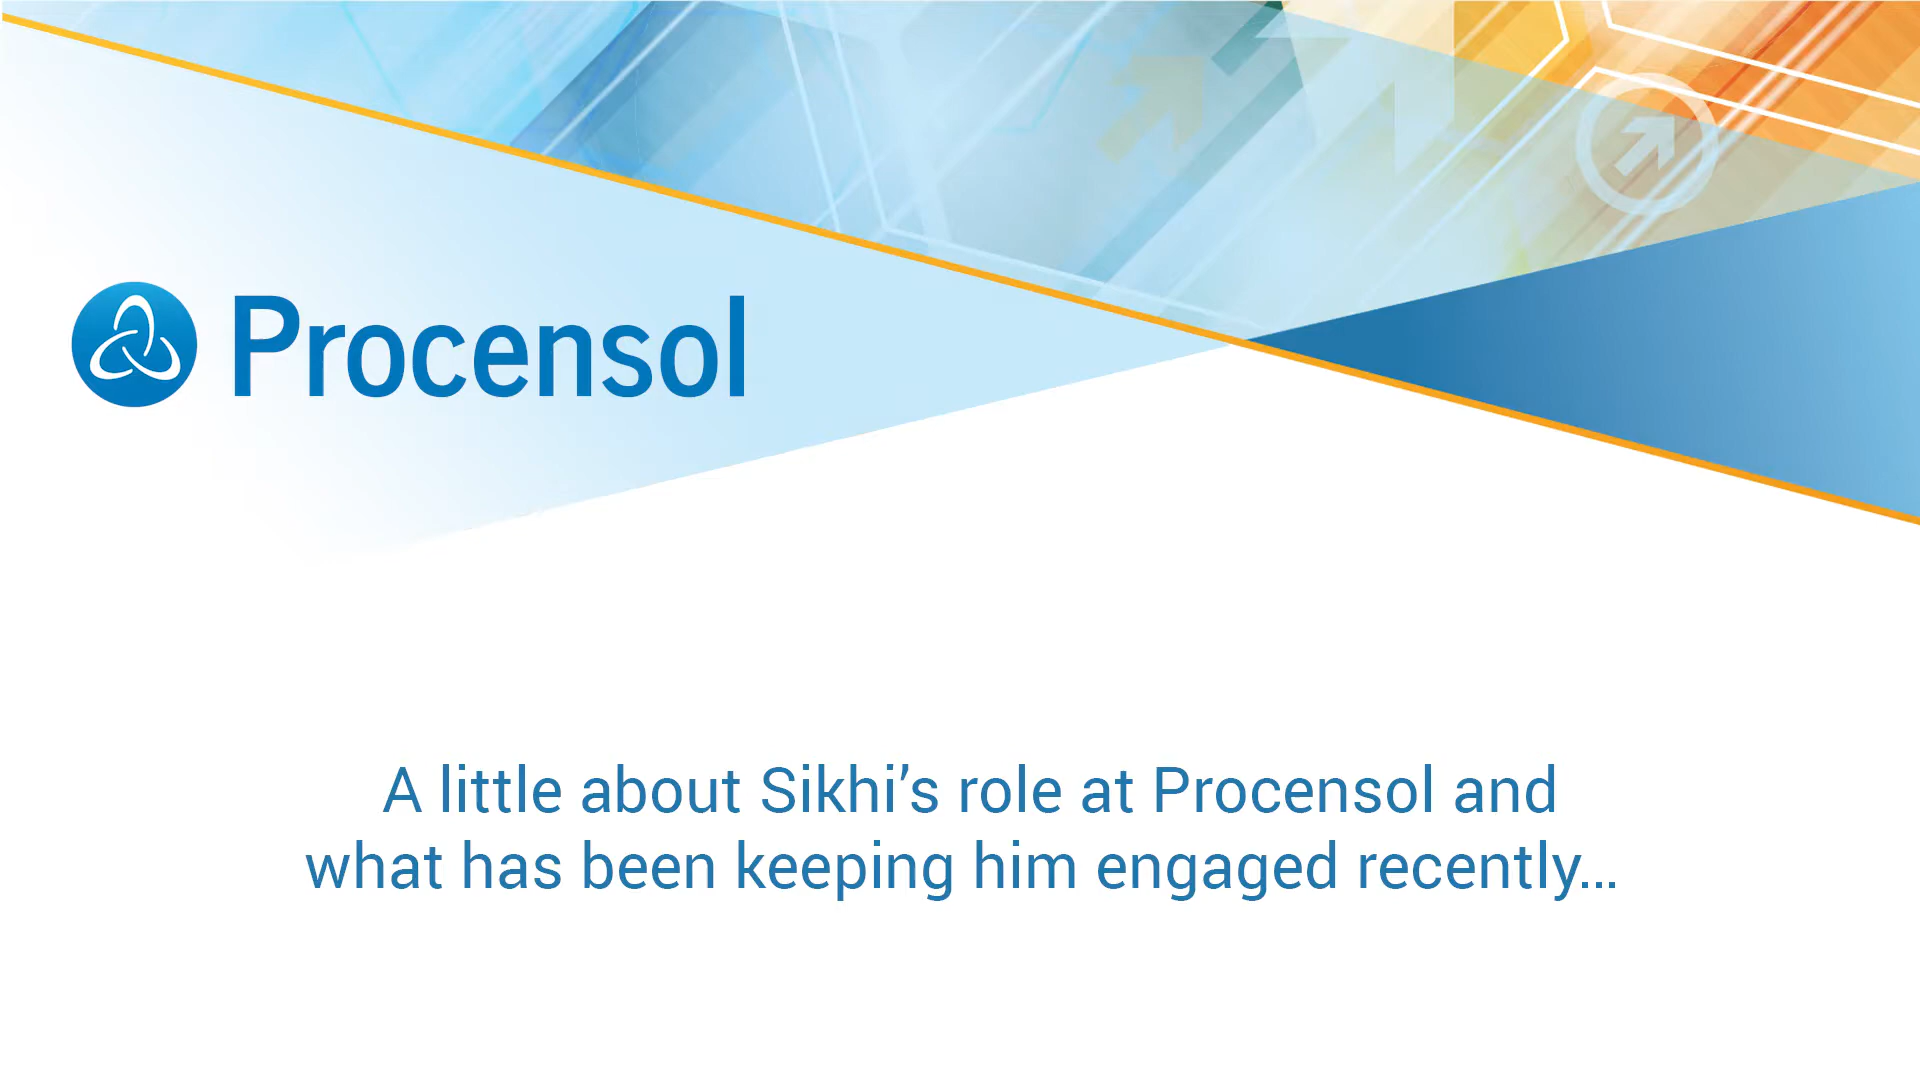 Procensol
A little about Sikhi’s role at Procensol and
what has been keeping him engaged recently...